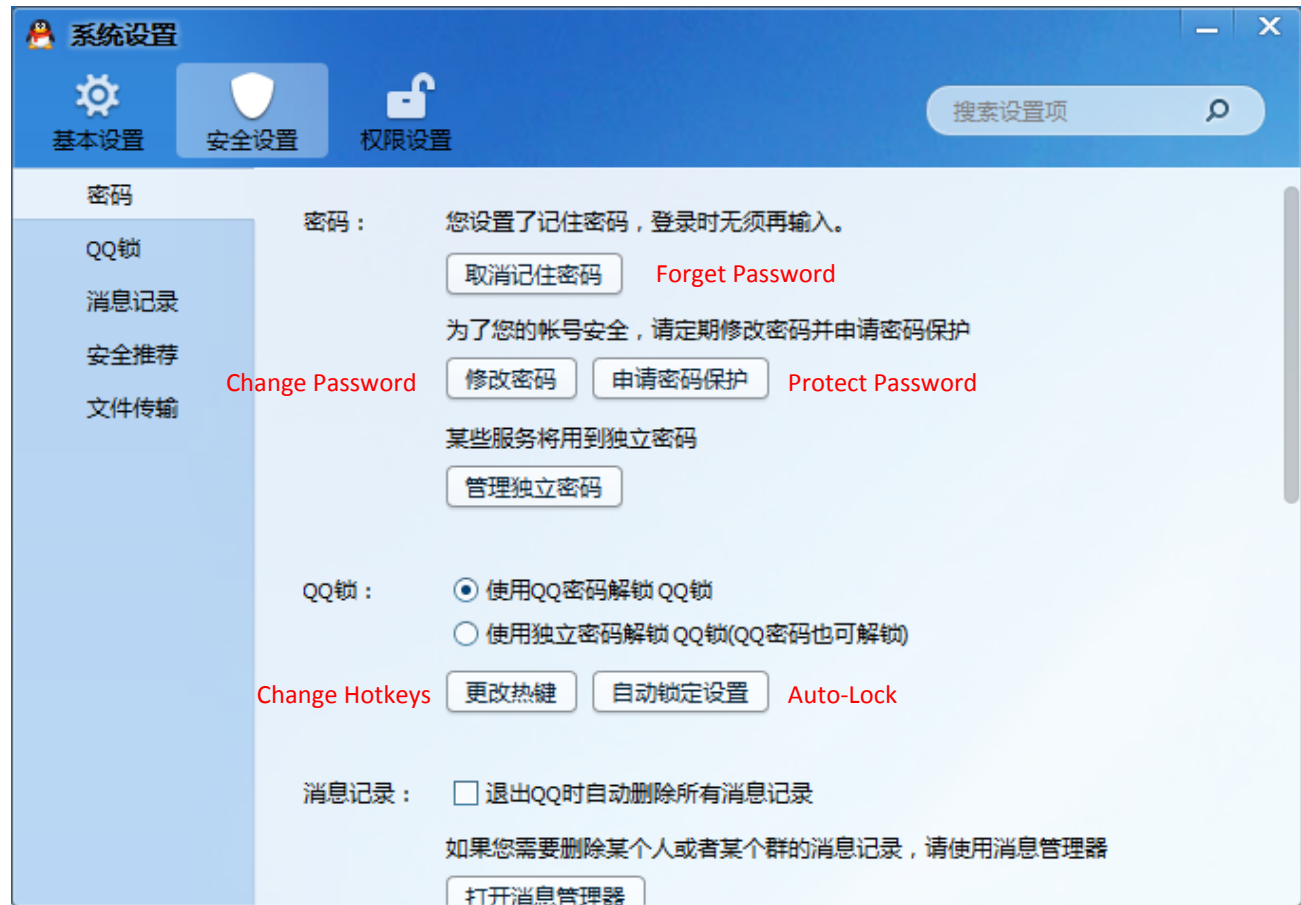 系统设置
基本设置
安全设置
权限设置
搜索设置项
密码
QQ锁
消息记录
安全推荐
文件传输
密码：
您设置了记住密码，登录时无须再输入。
取消记住密码 Forget Password
为了您的帐号安全，请定期修改密码并申请密码保护
Change Password 修改密码 申请密码保护 Protect Password
某些服务将用到独立密码
管理独立密码
QQ锁：
使用QQ密码解锁QQ锁
使用独立密码解锁QQ锁(QQ密码也可解锁)
Change Hotkeys 更改热键 自动锁定设置 Auto-Lock
消息记录：
退出QQ时自动删除所有消息记录
如果您需要删除某个人或者某个群的消息记录，请使用消息管理器
打开消息管理器